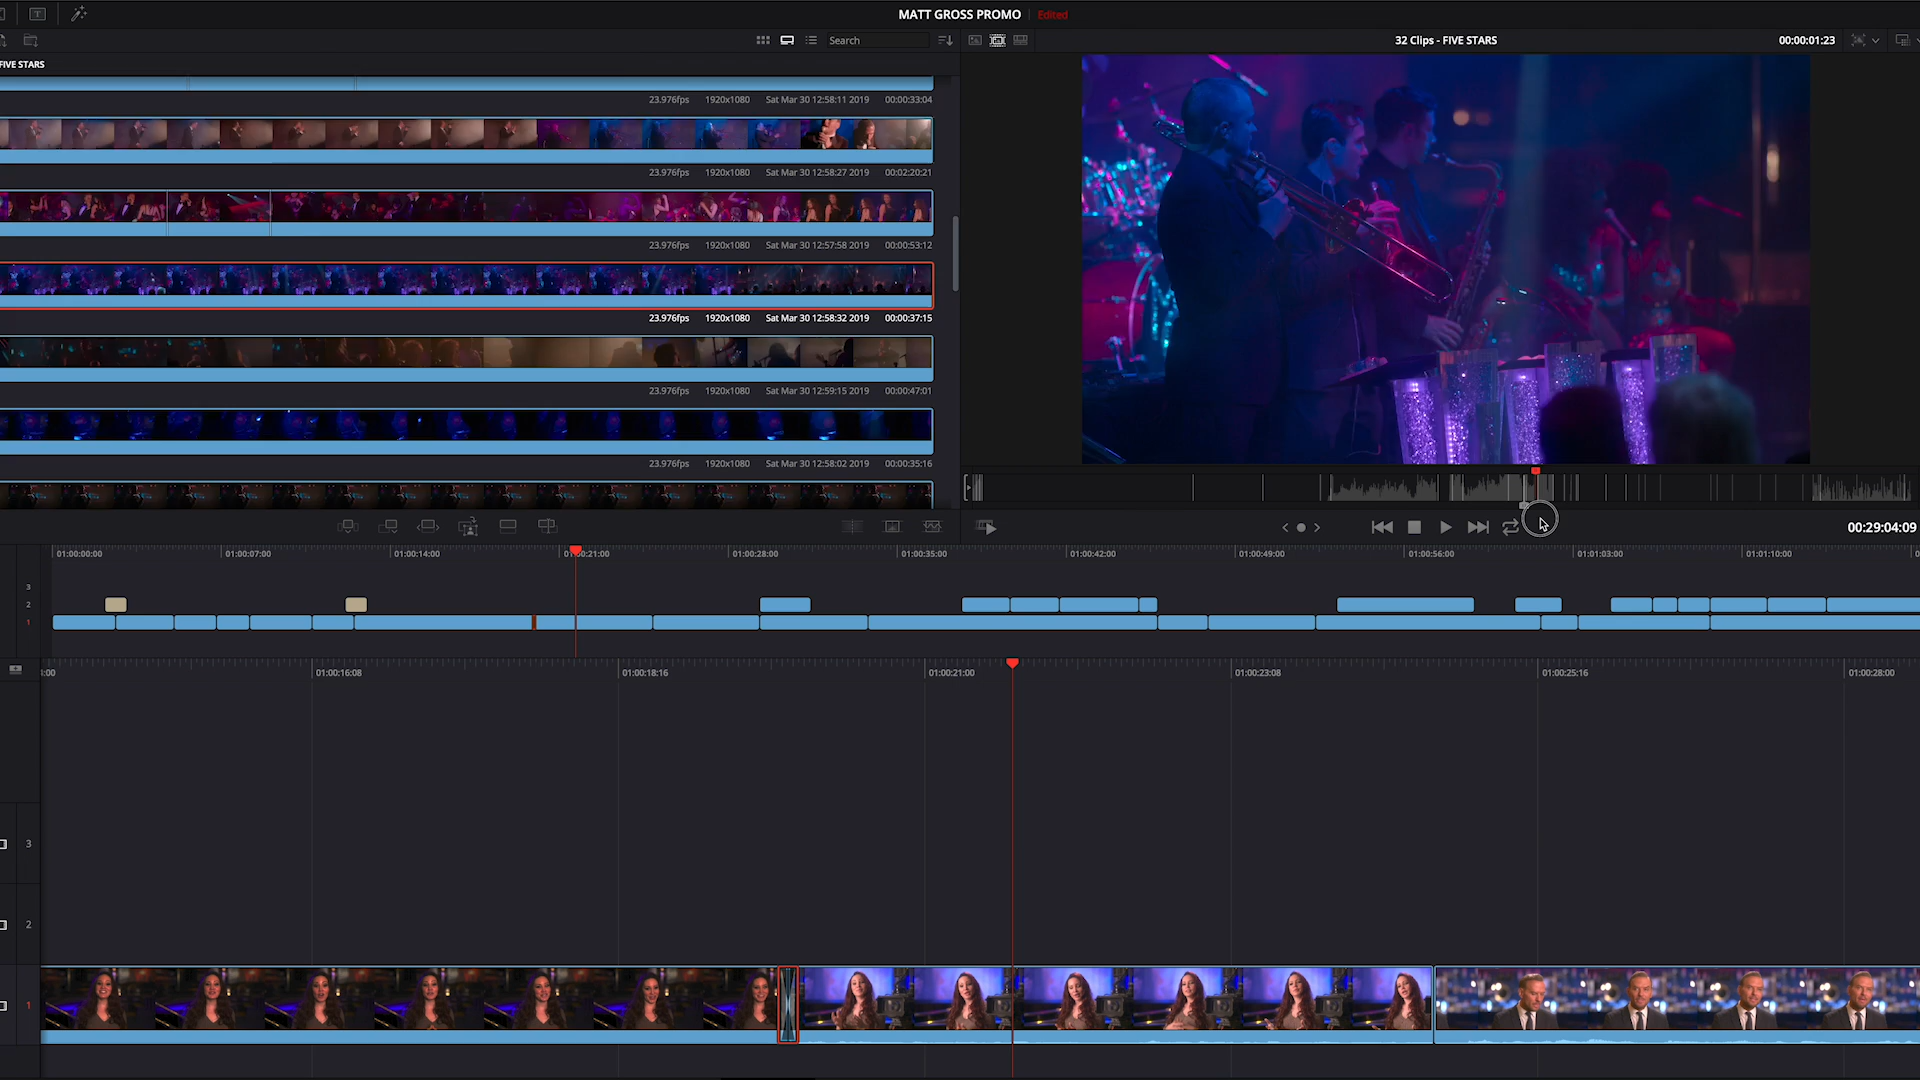 MATT GROSS PROMO Edited
Search
32 Clips - FIVE STARS 00:00:01:23
FIVE STARS
23.976fps 1920x1080 Sat Mar 30 12:58:11 2019 00:00:33:04
23.976fps 1920x1080 Sat Mar 30 12:58:27 2019 00:02:20:21
23.976fps 1920x1080 Sat Mar 30 12:57:58 2019 00:00:53:12
23.976fps 1920x1080 Sat Mar 30 12:58:32 2019 00:00:37:15
23.976fps 1920x1080 Sat Mar 30 12:59:15 2019 00:00:47:01
23.976fps 1920x1080 Sat Mar 30 12:58:02 2019 00:00:35:16
00:29:04:09
01:00:00:00 01:00:07:00 01:00:14:00 01:00:21:00 01:00:28:00 01:00:35:00 01:00:42:00 01:00:49:00 01:00:56:00 01:01:03:00 01:01:10:00
3
2
1
:00 01:00:16:08 01:00:18:16 01:00:21:00 01:00:23:08 01:00:25:16 01:00:28:00
3
2
1